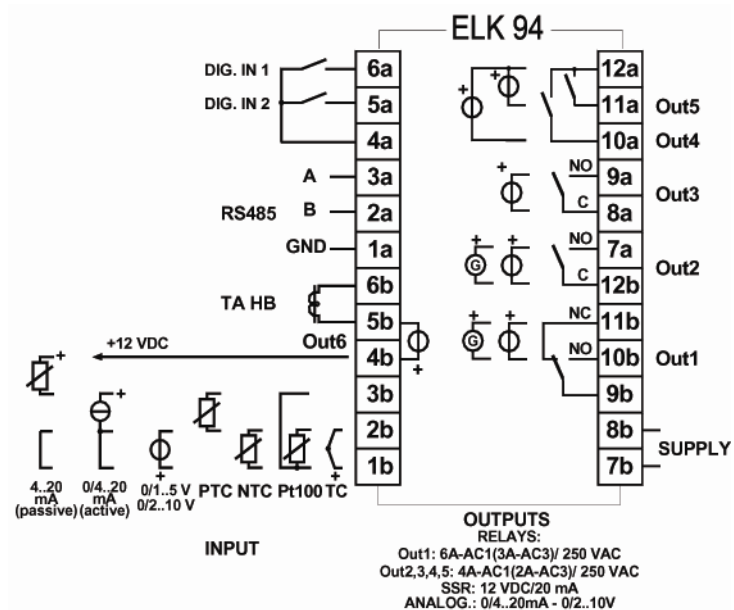 ELK 94
DIG. IN 1
6a
12a
DIG. IN 2
5a
+
+
11a
Out5
4a
10a
Out4
A
3a
+
NO
9a
RS485
B
2a
C
8a
Out3
GND
1a
+
+
NO
7a
G
Out2
TA HB
6b
C
12b
5b
+
+
NC
11b
Out6
G
+12 VDC
4b
+
NO
10b
Out1
+
3b
9b
+
2b
8b
SUPPLY
1b
7b
+
+
4..20
mA
(passive)
0/4..20
mA
(active)
0/1..5 V
0/2..10 V
PTC
NTC
Pt100
TC
INPUT
OUTPUTS
RELAYS:
Out1: 6A-AC1(3A-AC3)/ 250 VAC
Out2,3,4,5: 4A-AC1(2A-AC3)/ 250 VAC
SSR: 12 VDC/20 mA
ANALOG.: 0/4..20mA - 0/2..10V